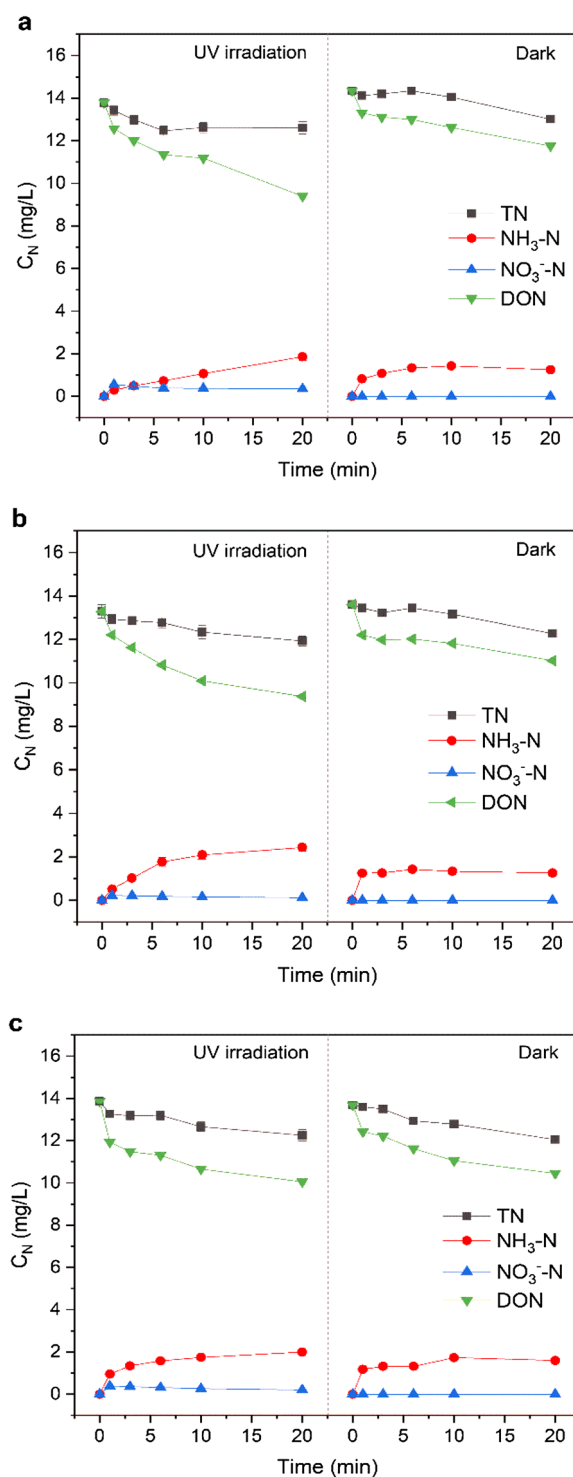 a
UV irradiation
Dark
16
14
12
10
8
6
4
2
0
C_N (mg/L)
TN
NH₃-N
NO₃⁻-N
DON
0 5 10 15 20 0 5 10 15 20
Time (min)
b
UV irradiation
Dark
16
14
12
10
8
6
4
2
0
C_N (mg/L)
TN
NH₃-N
NO₃⁻-N
DON
0 5 10 15 20 0 5 10 15 20
Time (min)
c
UV irradiation
Dark
16
14
12
10
8
6
4
2
0
C_N (mg/L)
TN
NH₃-N
NO₃⁻-N
DON
0 5 10 15 20 0 5 10 15 20
Time (min)